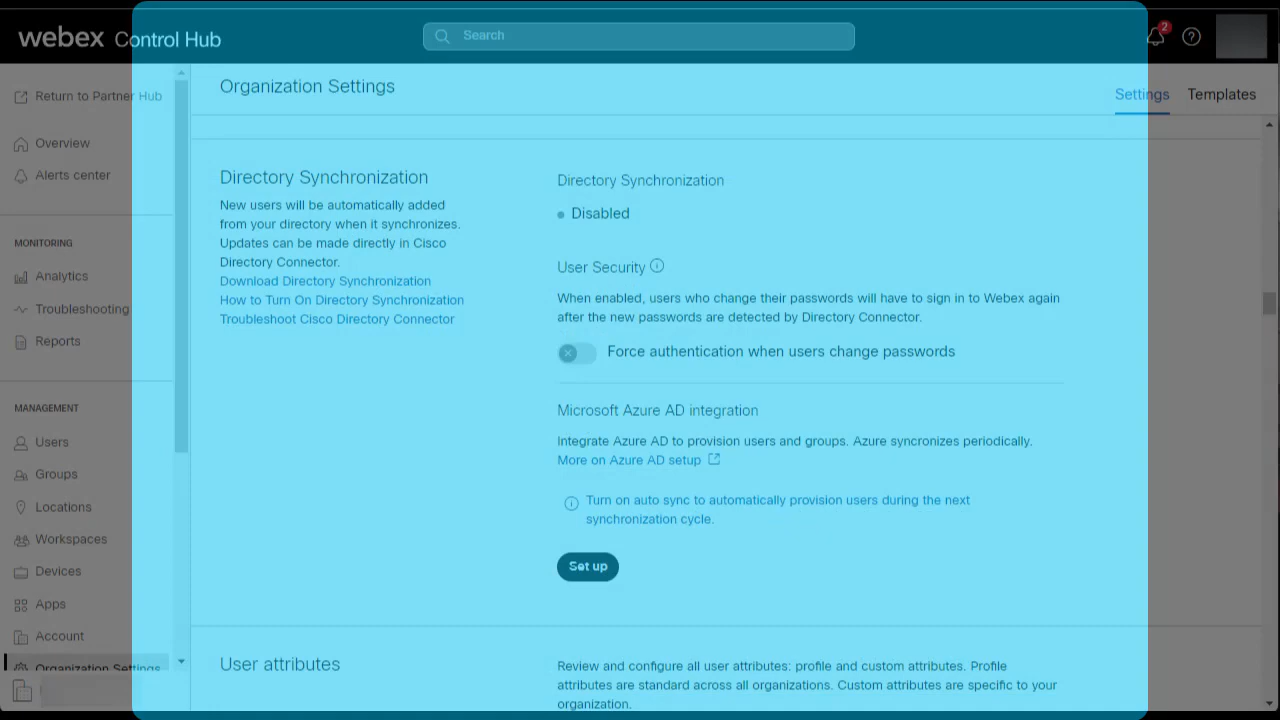 webex Control Hub
Search
2
Return to Partner Hub
Overview
Alerts center
MONITORING
Analytics
Troubleshooting
Reports
MANAGEMENT
Users
Groups
Locations
Workspaces
Devices
Apps
Account
Organization Settings
Organization Settings
Settings
Templates
Directory Synchronization
New users will be automatically added
from your directory when it synchronizes.
Updates can be made directly in Cisco
Directory Connector.
Download Directory Synchronization
How to Turn On Directory Synchronization
Troubleshoot Cisco Directory Connector
Directory Synchronization
Disabled
User Security
When enabled, users who change their passwords will have to sign in to Webex again
after the new passwords are detected by Directory Connector.
Force authentication when users change passwords
Microsoft Azure AD integration
Integrate Azure AD to provision users and groups. Azure syncronizes periodically.
More on Azure AD setup
Turn on auto sync to automatically provision users during the next
synchronization cycle.
Set up
User attributes
Review and configure all user attributes: profile and custom attributes. Profile
attributes are standard across all organizations. Custom attributes are specific to your
organization.